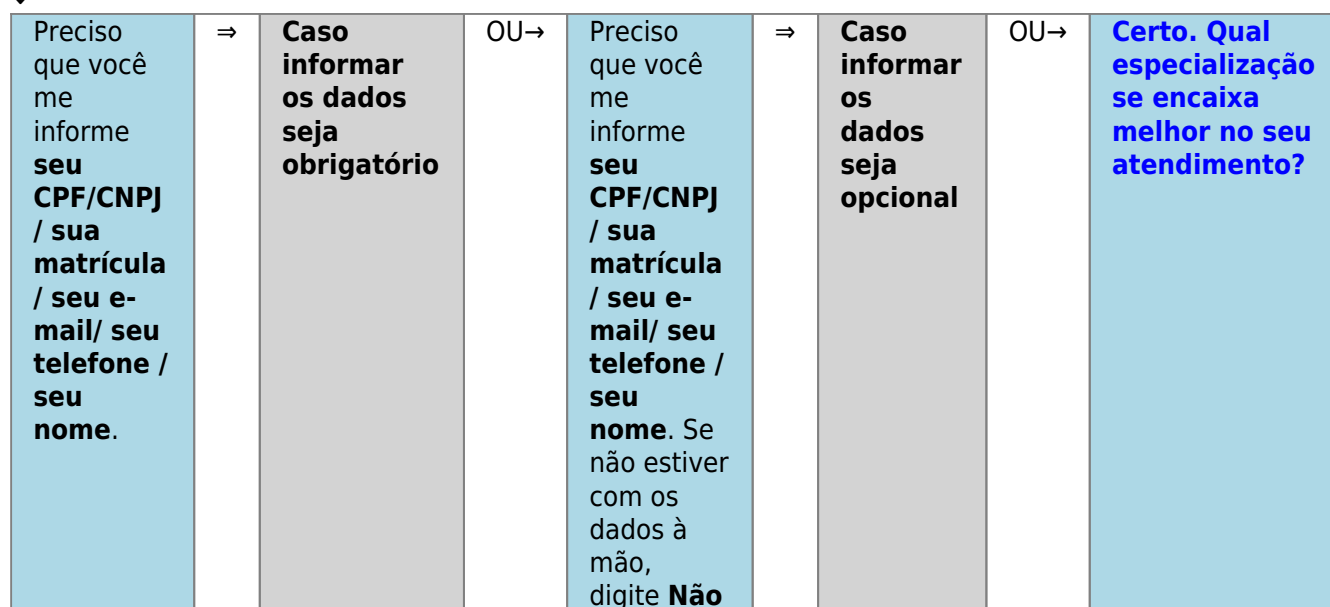 Preciso
que você
me
informe
seu
CPF/CNPJ
/ sua
matrícula
/ seu e-
mail/ seu
telefone /
seu
nome.
⇒
Caso
informar
os dados
seja
obrigatório
OU→
Preciso
que você
me
informe
seu
CPF/CNPJ
/ sua
matrícula
/ seu e-
mail/ seu
telefone /
seu
nome. Se
não estiver
com os
dados à
mão,
digite Não
⇒
Caso
informar
os
dados
seja
opcional
OU→
Certo. Qual
especialização
se encaixa
melhor no seu
atendimento?